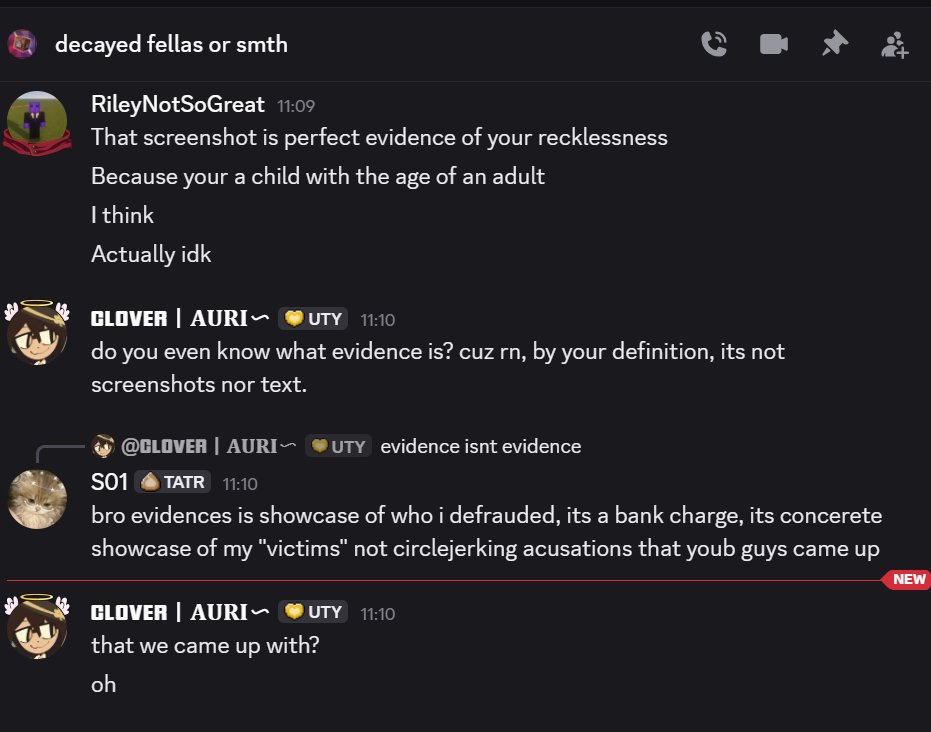 decayed fellas or smth
RileyNotSoGreat 11:09
That screenshot is perfect evidence of your recklessness
Because your a child with the age of an adult
I think
Actually idk
CLOVER | AURI∽ 💛 UTY 11:10
do you even know what evidence is? cuz rn, by your definition, its not
screenshots nor text.
@CLOVER | AURI∽ 💛 UTY evidence isnt evidence
S01 TATR 11:10
bro evidences is showcase of who i defrauded, its a bank charge, its concerete
showcase of my "victims" not circlejerking acusations that youb guys came up
NEW
CLOVER | AURI∽ 💛 UTY 11:10
that we came up with?
oh